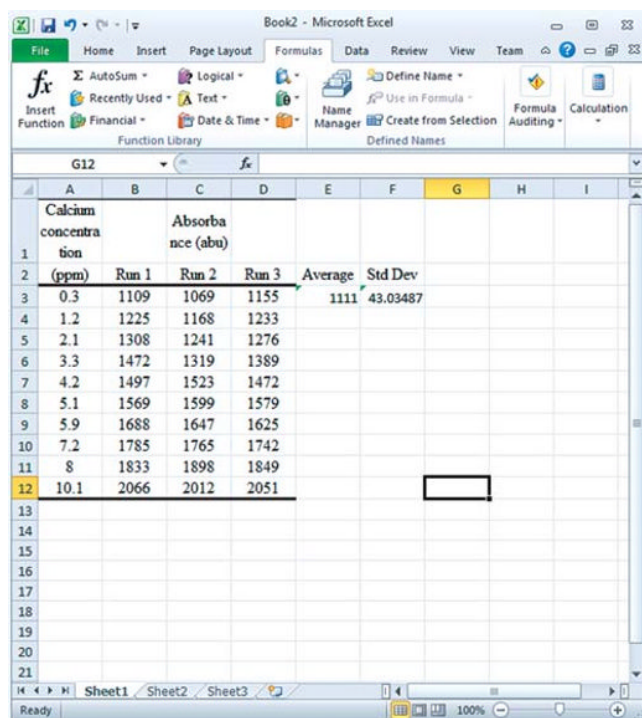 Book2 - Microsoft Excel
File Home Insert Page Layout Formulas Data Review View Team
fx Insert Function
Σ AutoSum Logical
Recently Used Text
Financial Date & Time
Function Library
Name Manager
Define Name
Use in Formula
Create from Selection
Defined Names
Formula Auditing
Calculation
G12 fx
A B C D E F G H I
1 Calcium concentra tion Absorba nce (abu)
2 (ppm) Run 1 Run 2 Run 3 Average Std Dev
3 0.3 1109 1069 1155 1111 43.03487
4 1.2 1225 1168 1233
5 2.1 1308 1241 1276
6 3.3 1472 1319 1389
7 4.2 1497 1523 1472
8 5.1 1569 1599 1579
9 5.9 1688 1647 1625
10 7.2 1785 1765 1742
11 8 1833 1898 1849
12 10.1 2066 2012 2051
13
14
15
16
17
18
19
20
21
Sheet1 Sheet2 Sheet3
Ready 100%